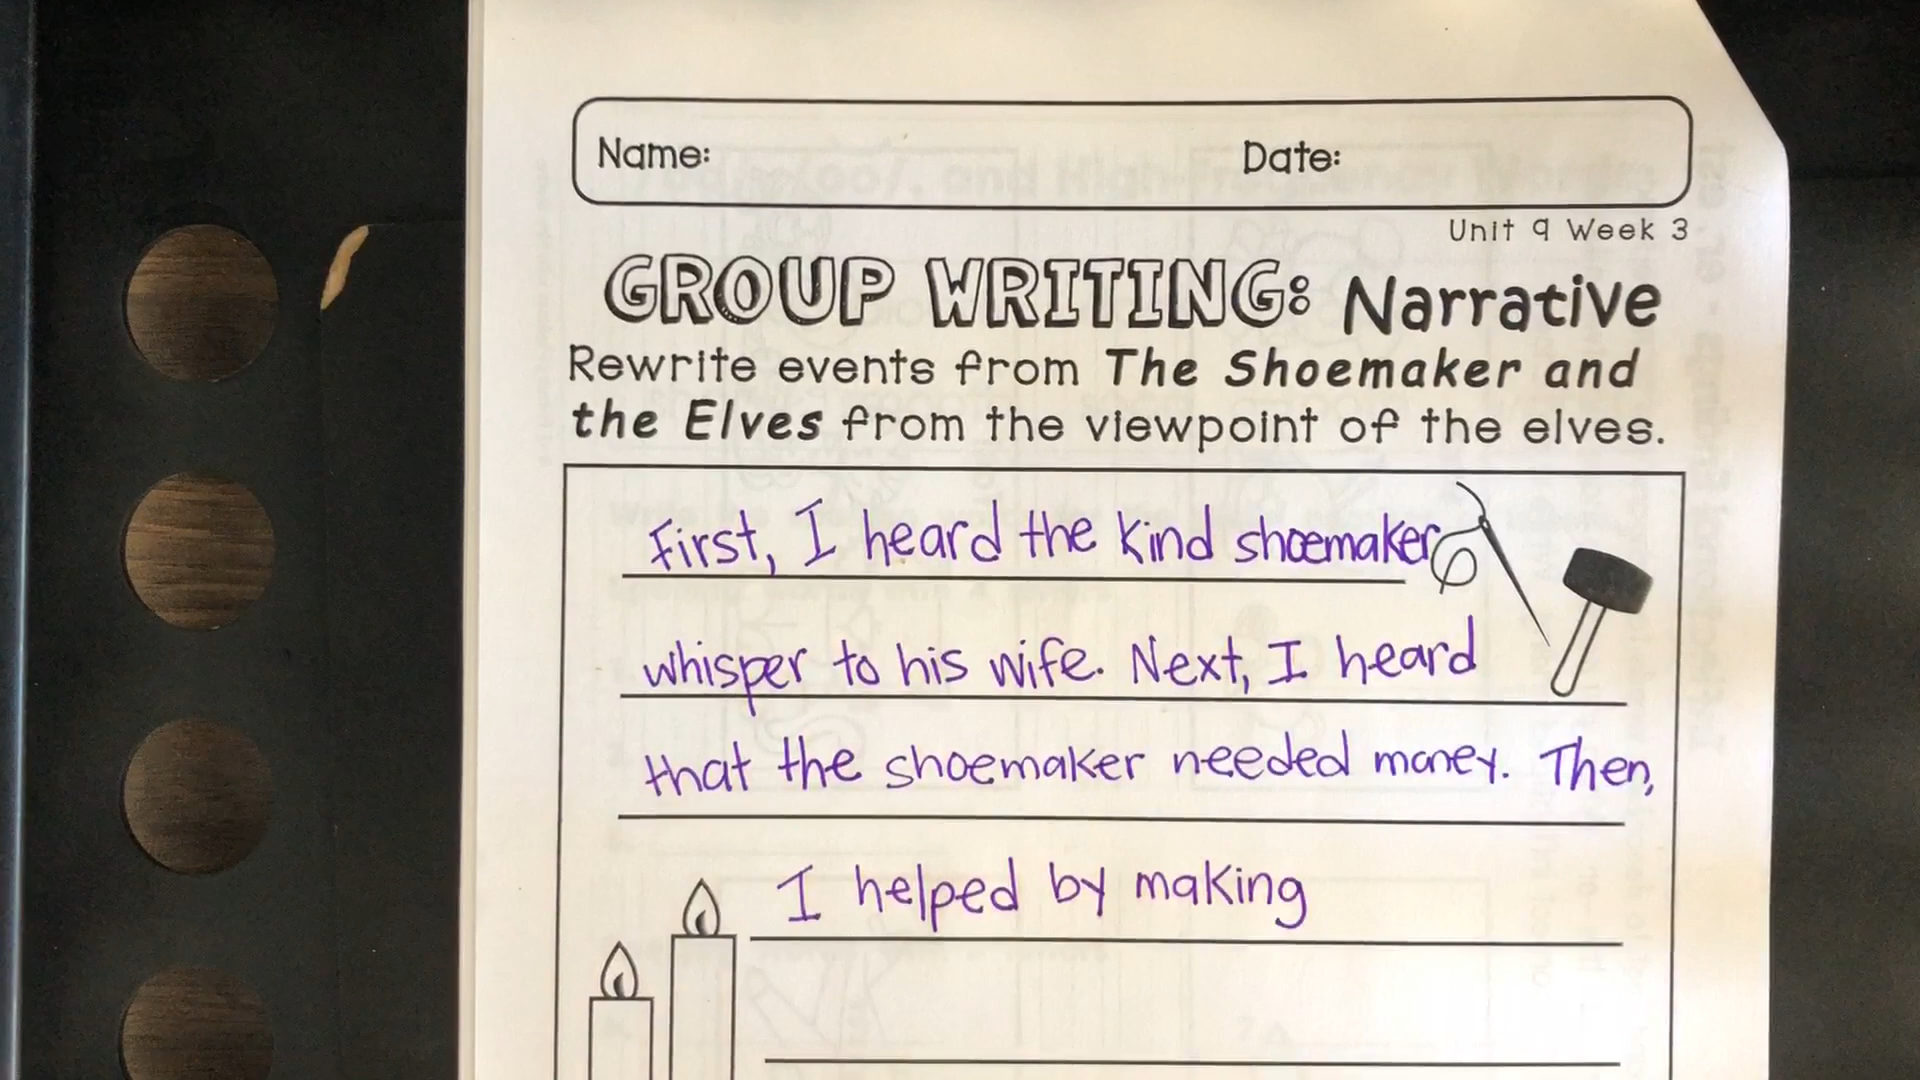 Name: Date:
Unit 9 Week 3
GROUP WRITING: Narrative
Rewrite events from The Shoemaker and
the Elves from the viewpoint of the elves.
First, I heard the kind shoemaker
whisper to his wife. Next, I heard
that the shoemaker needed money. Then,
I helped by making